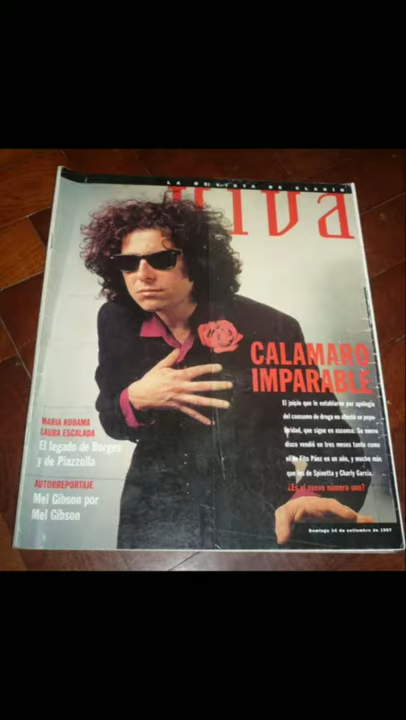 LA REVISTA DE CLARIN
viva
CALAMARO
IMPARABLE
El juicio que le entablaron por apología
del consumo de droga no afectó su popu-
laridad, que sigue en ascenso. Su nuevo
disco vendió en tres meses tanto como
el de Fito Páez en un año, y mucho más
que los de Spinetta y Charly García.
¿Es el nuevo número uno?
MARIA KODAMA
LAURA ESCALADA
El legado de Borges
y de Piazzolla
AUTORREPORTAJE
Mel Gibson por
Mel Gibson
Domingo 14 de setiembre de 1997